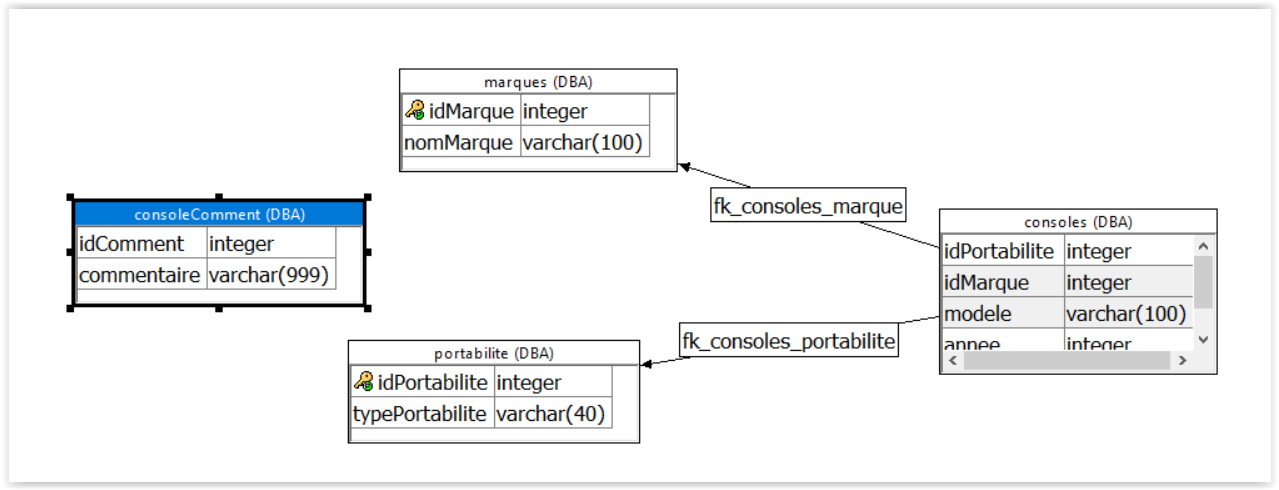 marques (DBA)
idMarque integer
nomMarque varchar(100)
fk_consoles_marque
consoleComment (DBA)
idComment integer
commentaire varchar(999)
consoles (DBA)
idPortabilite integer
idMarque integer
modele varchar(100)
annee integer
fk_consoles_portabilite
portabilite (DBA)
idPortabilite integer
typePortabilite varchar(40)